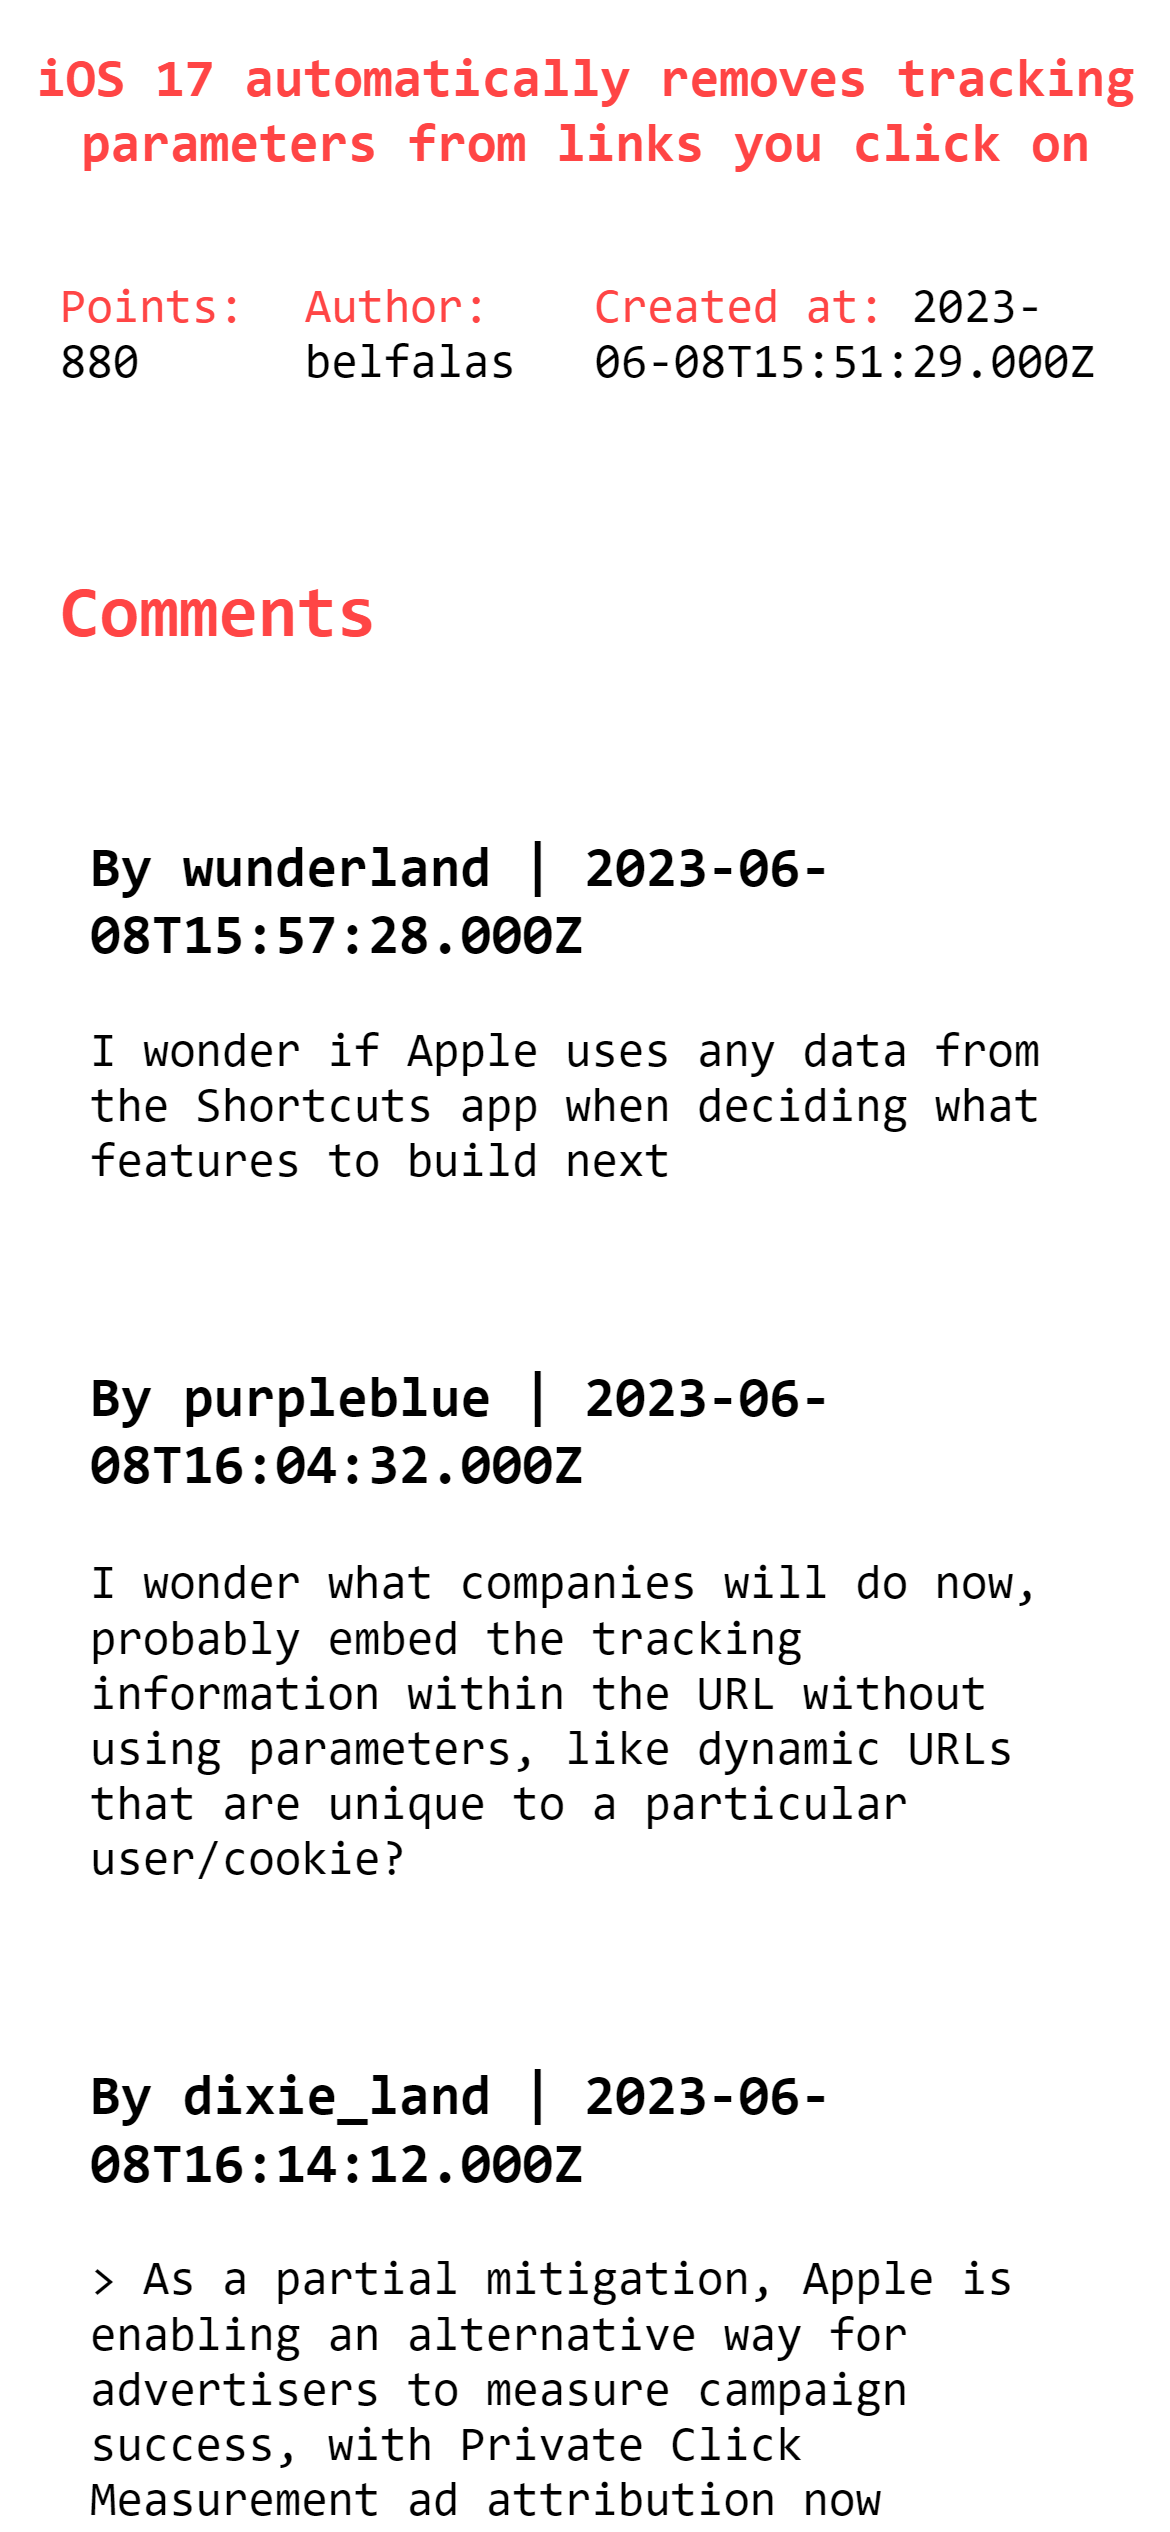 iOS 17 automatically removes tracking
parameters from links you click on
Points:
880
Author:
belfalas
Created at: 2023-
06-08T15:51:29.000Z
Comments
By wunderland | 2023-06-
08T15:57:28.000Z
I wonder if Apple uses any data from
the Shortcuts app when deciding what
features to build next
By purpleblue | 2023-06-
08T16:04:32.000Z
I wonder what companies will do now,
probably embed the tracking
information within the URL without
using parameters, like dynamic URLs
that are unique to a particular
user/cookie?
By dixie_land | 2023-06-
08T16:14:12.000Z
> As a partial mitigation, Apple is
enabling an alternative way for
advertisers to measure campaign
success, with Private Click
Measurement ad attribution now